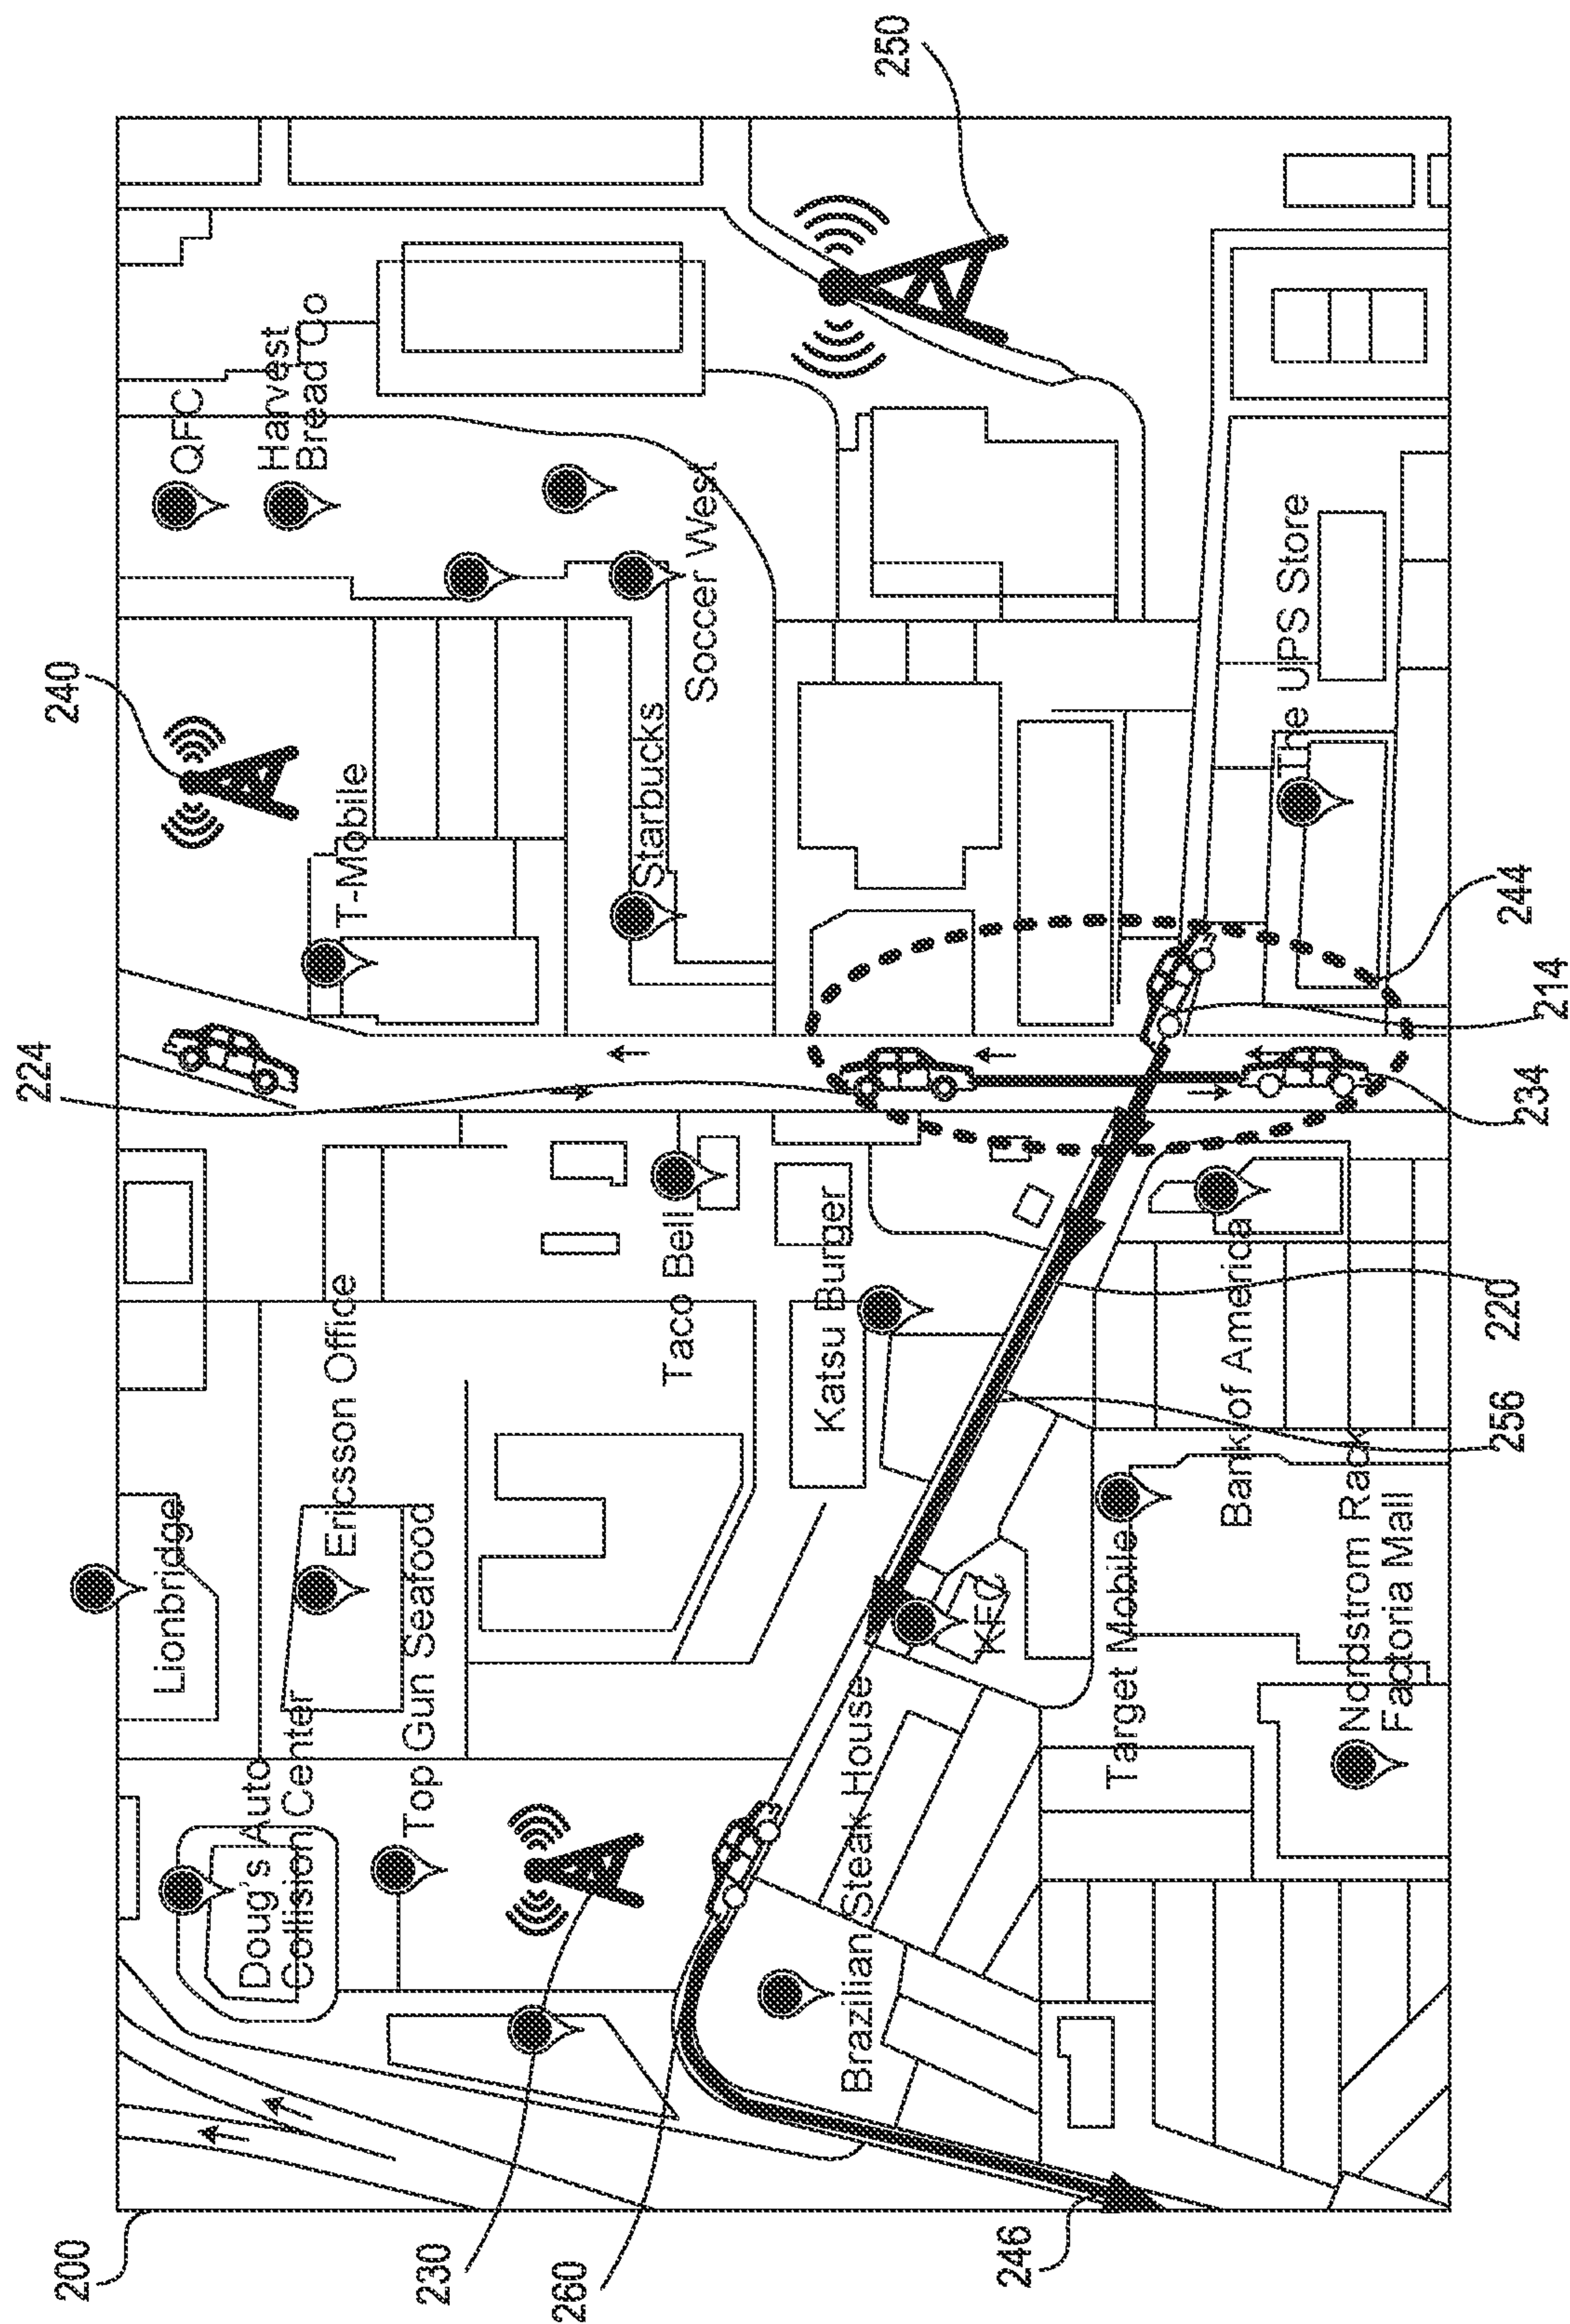 200
230
260
246
Lionbridge
Doug's Auto
Collision Center
Ericsson Office
Top Gun Seafood
Taco Bell
Katsu Burger
Brazilian Steak House
KFC
Target Mobile
Bank of America
Nordstrom Rack
Factoria Mall
224
240
T-Mobile
Starbucks
QFC
Harvest
Bread Co
Soccer West
The UPS Store
250
244
214
234
220
256